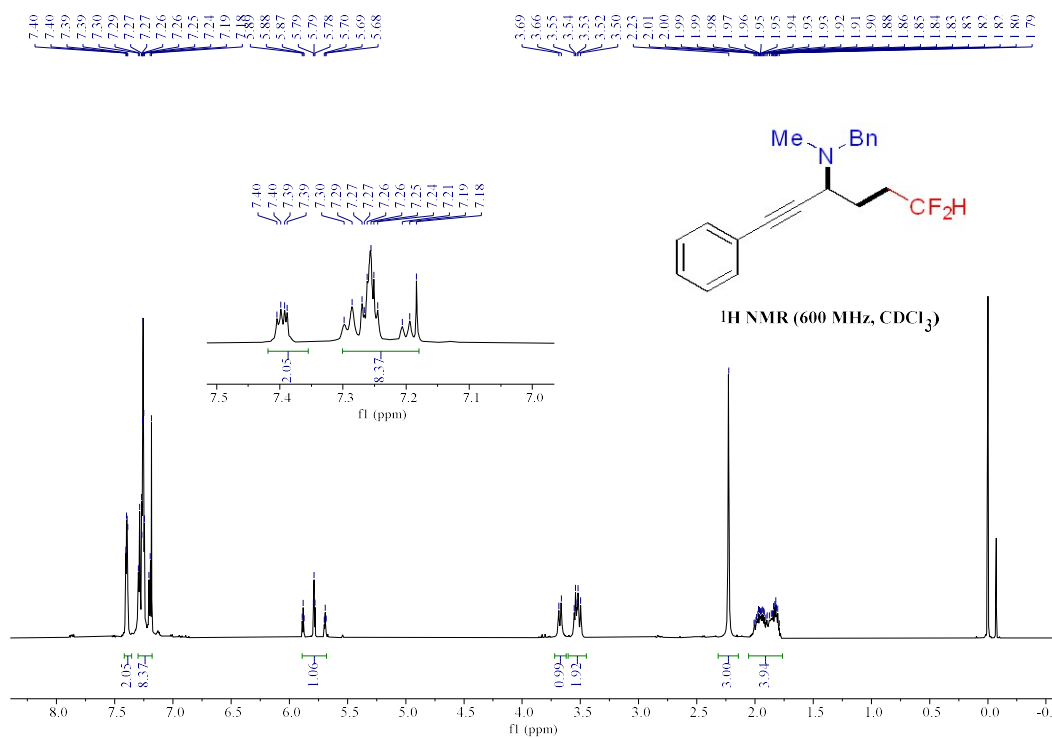 7.40 7.40 7.39 7.39 7.30 7.29 7.27 7.27 7.26 7.26 7.25 7.24 7.19 7.18 5.89 5.88 5.87 5.79 5.79 5.78 5.70 5.69 5.68 3.69 3.66 3.55 3.54 3.53 3.52 3.50 2.23 2.01 2.00 1.99 1.99 1.98 1.97 1.96 1.95 1.95 1.94 1.93 1.93 1.92 1.91 1.90 1.88 1.86 1.85 1.84 1.83 1.83 1.82 1.82 1.80 1.79
Me N Bn
7.40 7.40 7.39 7.39 7.30 7.29 7.27 7.27 7.26 7.26 7.25 7.24 7.21 7.19 7.18
CF2H
1H NMR (600 MHz, CDCl3)
2.05 8.37
7.5 7.4 7.3 7.2 7.1 7.0
f1 (ppm)
2.05 8.37 1.06 0.99 1.92 3.00 3.94
8.0 7.5 7.0 6.5 6.0 5.5 5.0 4.5 4.0 3.5 3.0 2.5 2.0 1.5 1.0 0.5 0.0
f1 (ppm)